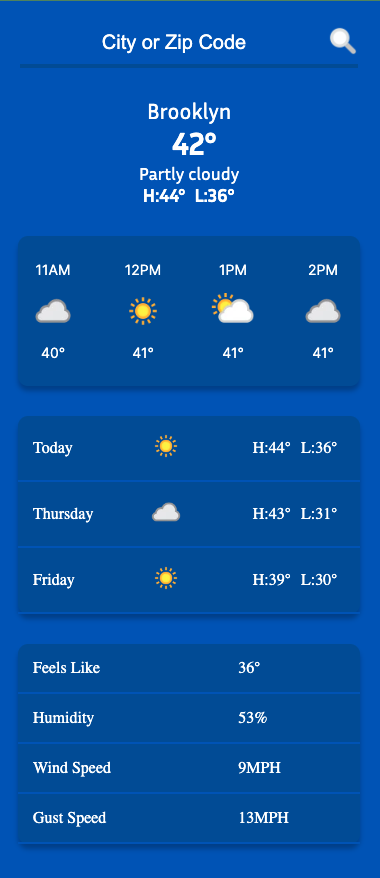 City or Zip Code
Brooklyn
42°
Partly cloudy
H:44° L:36°
11AM 12PM 1PM 2PM
40° 41° 41° 41°
Today H:44° L:36°
Thursday H:43° L:31°
Friday H:39° L:30°
Feels Like 36°
Humidity 53%
Wind Speed 9MPH
Gust Speed 13MPH